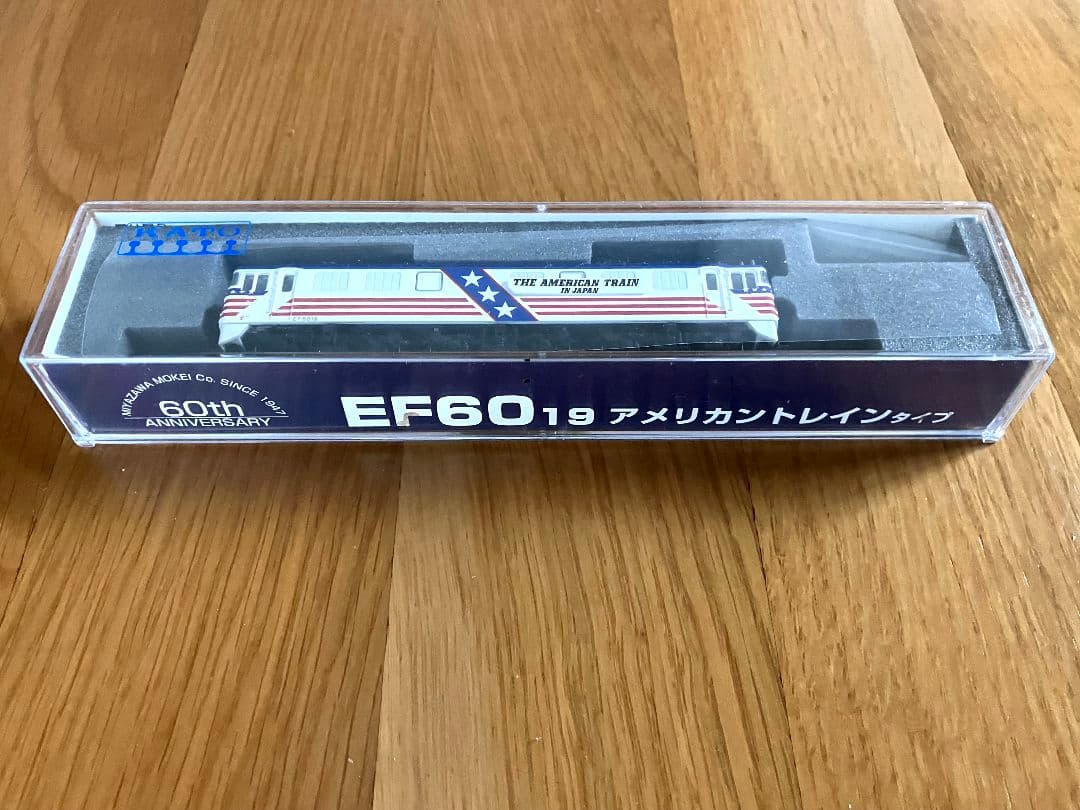 KATO
THE AMERICAN TRAIN
IN JAPAN
EF6019
MIYAZAWA MOKEI Co. SINCE 1947
60th
ANNIVERSARY
EF60 19 アメリカントレインタイプ